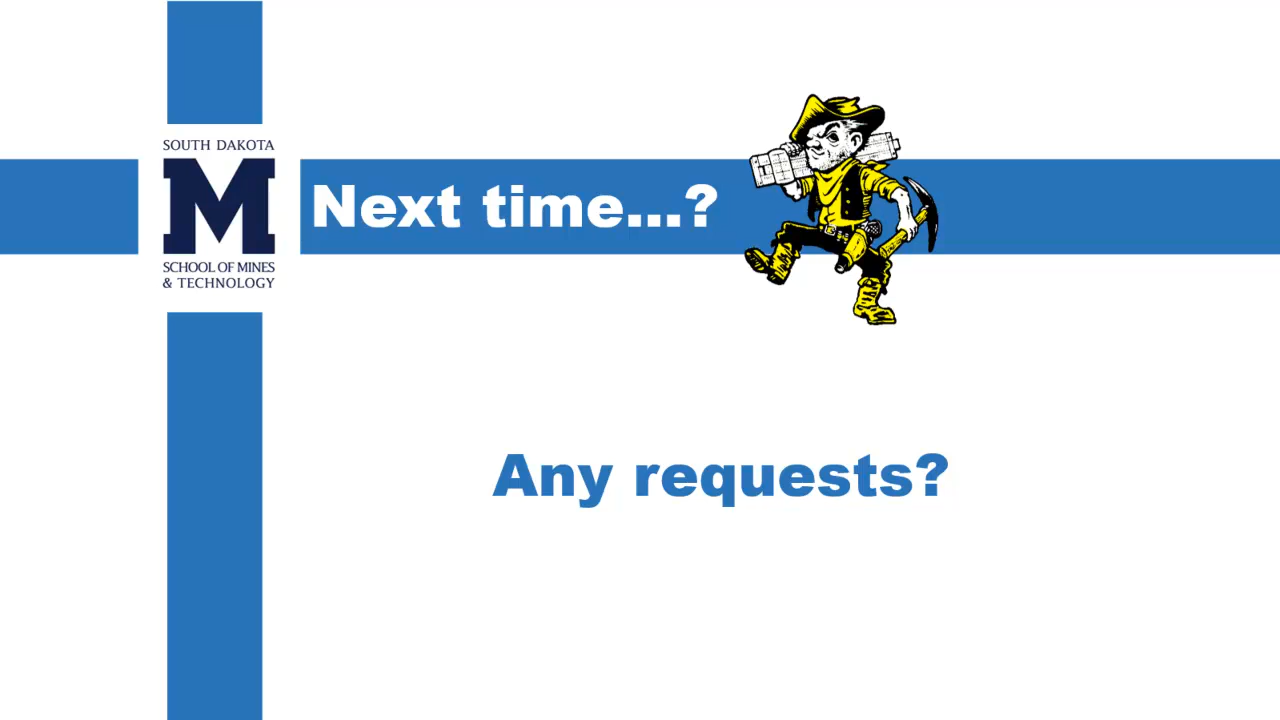 SOUTH DAKOTA
M
SCHOOL OF MINES
& TECHNOLOGY
Next time...?
Any requests?